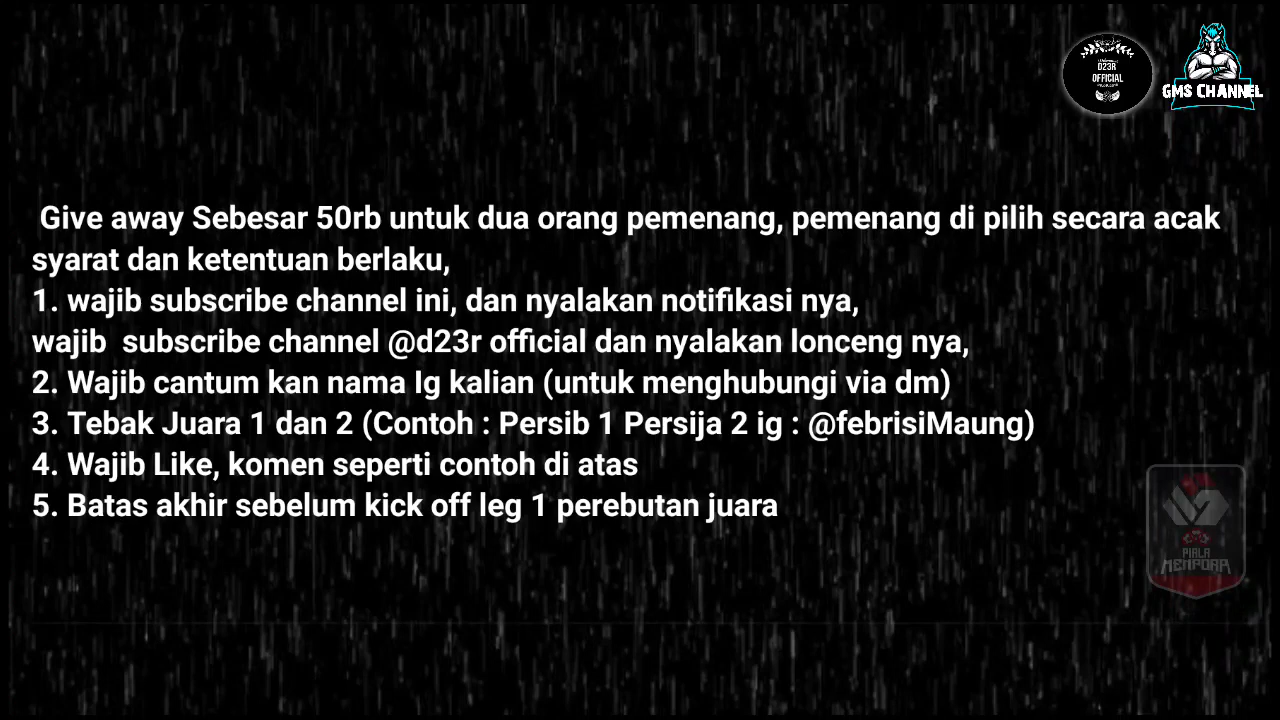 D23R
OFFICIAL
GMS CHANNEL
Give away Sebesar 50rb untuk dua orang pemenang, pemenang di pilih secara acak
syarat dan ketentuan berlaku,
1. wajib subscribe channel ini, dan nyalakan notifikasi nya,
wajib subscribe channel @d23r official dan nyalakan lonceng nya,
2. Wajib cantum kan nama Ig kalian (untuk menghubungi via dm)
3. Tebak Juara 1 dan 2 (Contoh : Persib 1 Persija 2 ig : @febrisiMaung)
4. Wajib Like, komen seperti contoh di atas
5. Batas akhir sebelum kick off leg 1 perebutan juara
PIALA
MENPORA